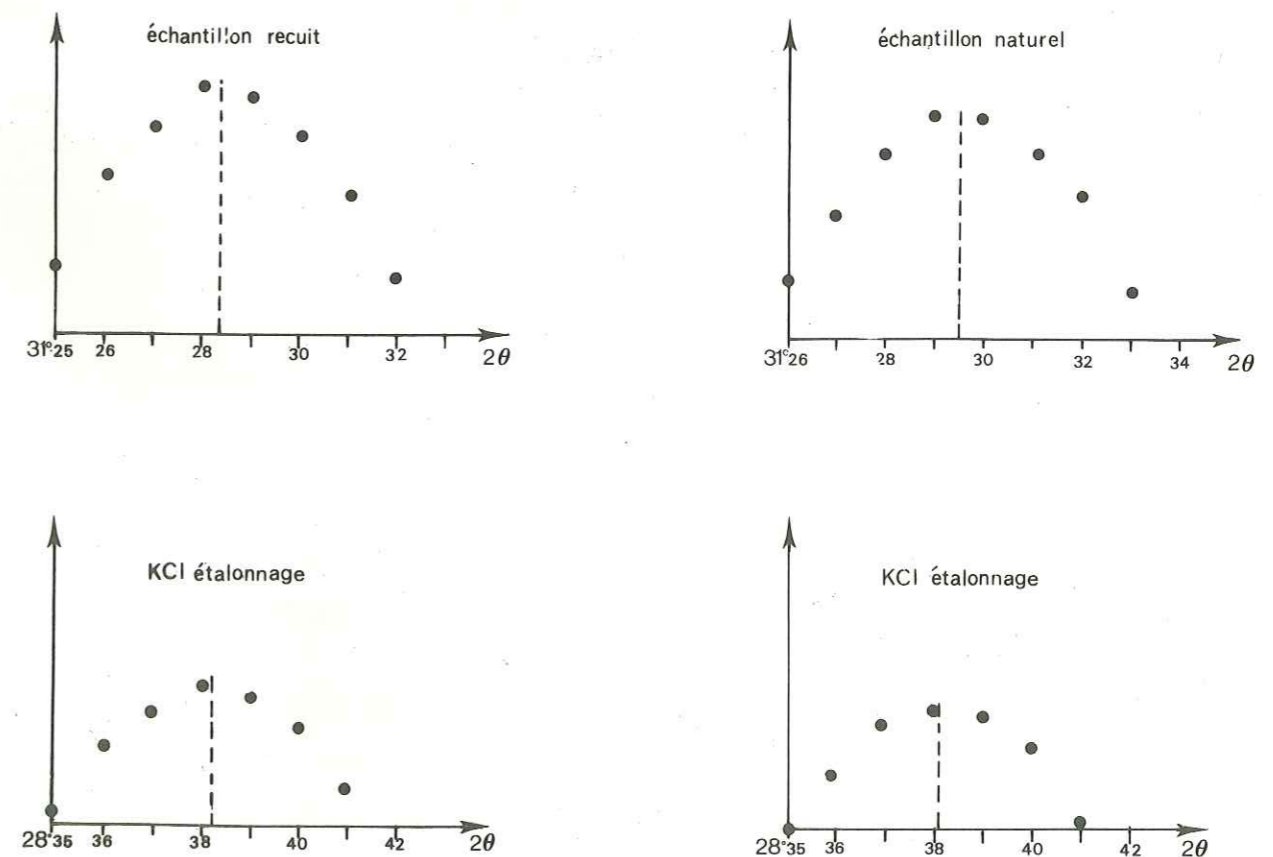 échantillon recuit
31°25 26 28 30 32 2θ
échantillon naturel
31°26 28 30 32 34 2θ
KCl étalonnage
28°35 36 38 40 42 2θ
KCl étalonnage
28°35 36 38 40 42 2θ